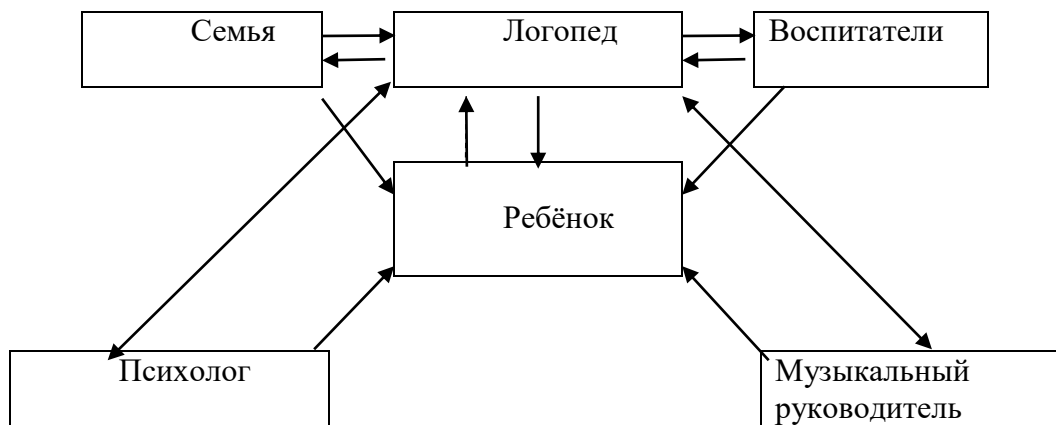 Семья
Логопед
Воспитатели
Ребёнок
Психолог
Музыкальный
руководитель